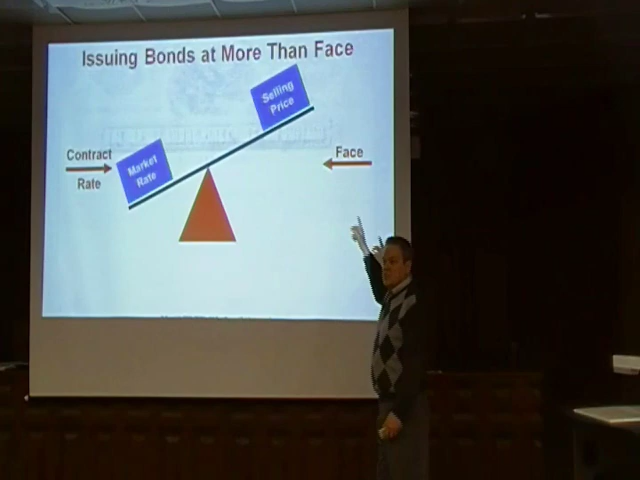 Issuing Bonds at More Than Face
Selling
Price
Contract
Rate
Market
Rate
Face